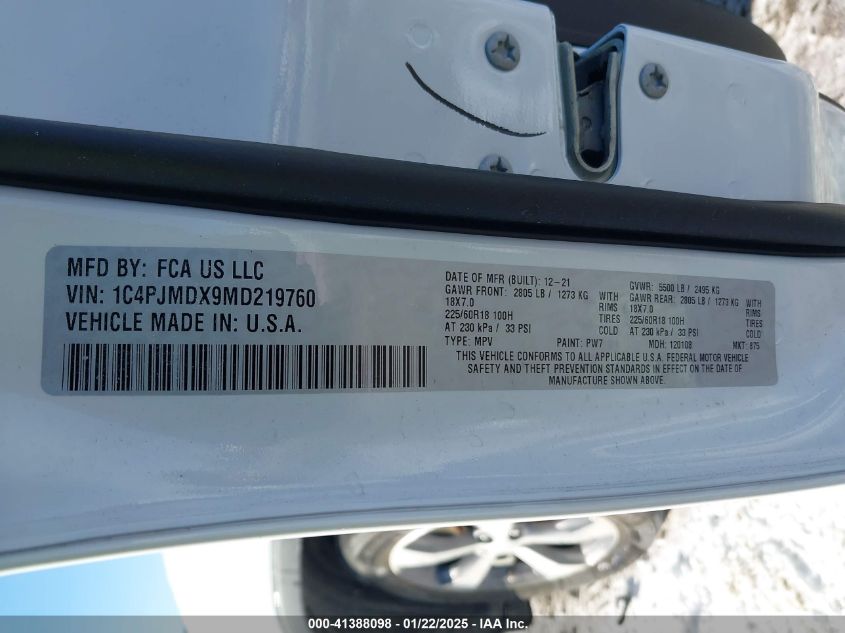 MFD BY: FCA US LLC
VIN: 1C4PJMDX9MD219760
VEHICLE MADE IN: U.S.A.
DATE OF MFR (BUILT): 12-21 GVWR: 5500 LB / 2495 KG
GAWR FRONT: 2805 LB / 1273 KG GAWR REAR: 2805 LB / 1273 KG
18X7.0 RIMS 18X7.0 RIMS
225/60R18 100H TIRES 225/60R18 100H TIRES
AT 230 kPa / 33 PSI COLD AT 230 kPa / 33 PSI COLD
TYPE: MPV PAINT: PW7 MDH: 120108 MKT: 875
THIS VEHICLE CONFORMS TO ALL APPLICABLE U.S.A. FEDERAL MOTOR VEHICLE
SAFETY AND THEFT PREVENTION STANDARDS IN EFFECT ON THE DATE OF
MANUFACTURE SHOWN ABOVE.
000-41388098 - 01/22/2025 - IAA Inc.